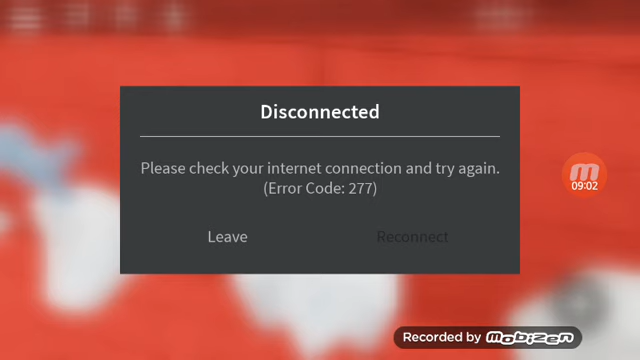 Disconnected
Please check your internet connection and try again.
(Error Code: 277)
Leave
Reconnect
m
09:02
Recorded by mobizen